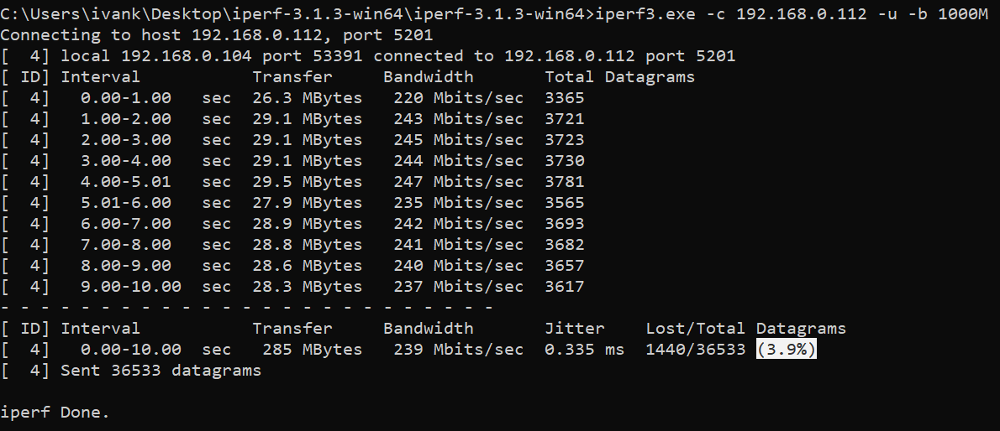 C:\Users\ivank\Desktop\iperf-3.1.3-win64\iperf-3.1.3-win64>iperf3.exe -c 192.168.0.112 -u -b 1000M
Connecting to host 192.168.0.112, port 5201
[  4] local 192.168.0.104 port 53391 connected to 192.168.0.112 port 5201
[ ID] Interval           Transfer     Bandwidth       Total Datagrams
[  4]   0.00-1.00   sec  26.3 MBytes   220 Mbits/sec  3365
[  4]   1.00-2.00   sec  29.1 MBytes   243 Mbits/sec  3721
[  4]   2.00-3.00   sec  29.1 MBytes   245 Mbits/sec  3723
[  4]   3.00-4.00   sec  29.1 MBytes   244 Mbits/sec  3730
[  4]   4.00-5.01   sec  29.5 MBytes   247 Mbits/sec  3781
[  4]   5.01-6.00   sec  27.9 MBytes   235 Mbits/sec  3565
[  4]   6.00-7.00   sec  28.9 MBytes   242 Mbits/sec  3693
[  4]   7.00-8.00   sec  28.8 MBytes   241 Mbits/sec  3682
[  4]   8.00-9.00   sec  28.6 MBytes   240 Mbits/sec  3657
[  4]   9.00-10.00  sec  28.3 MBytes   237 Mbits/sec  3617
- - - - - - - - - - - - - - - - - - - - - - - - -
[ ID] Interval           Transfer     Bandwidth       Jitter    Lost/Total Datagrams
[  4]   0.00-10.00  sec   285 MBytes   239 Mbits/sec  0.335 ms  1440/36533 (3.9%)
[  4] Sent 36533 datagrams
iperf Done.